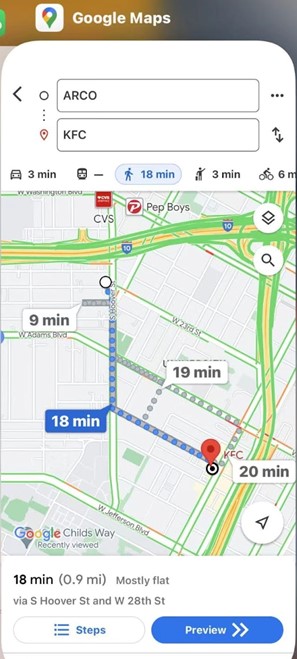 Google Maps
ARCO
KFC
3 min
18 min
3 min
6 m
W Washington Blvd
CVS
Pep Boys
10
10
W 23rd St
9 min
W Adams Blvd
19 min
18 min
KFC
20 min
W Jefferson Blvd
Google
Childs Way
Recently viewed
18 min (0.9 mi) Mostly flat
via S Hoover St and W 28th St
Steps
Preview